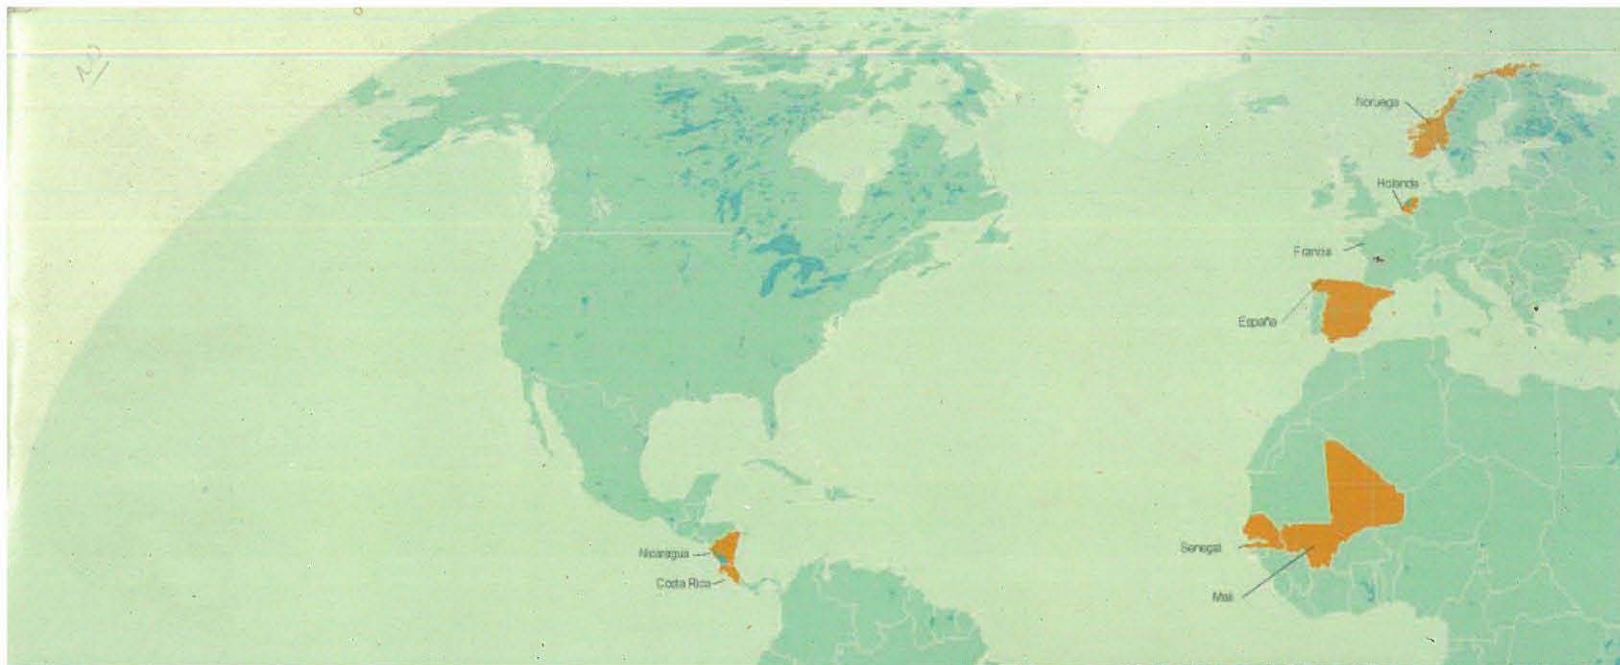 Noruega
Holanda
Francia
España
Senegal
Nicaragua
Costa Rica
Mali